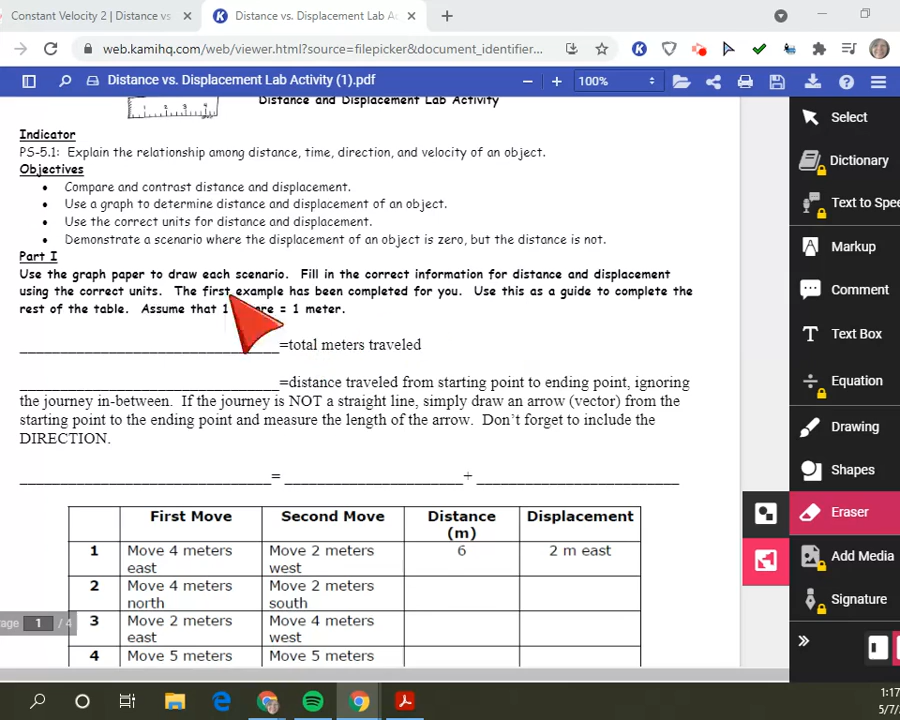 Constant Velocity 2 | Distance vs
Distance vs. Displacement Lab Ac
web.kamihq.com/web/viewer.html?source=filepicker&document_identifier...
Distance vs. Displacement Lab Activity (1).pdf
100%
Distance and Displacement Lab Activity
Indicator
PS-5.1: Explain the relationship among distance, time, direction, and velocity of an object.
Objectives
• Compare and contrast distance and displacement.
• Use a graph to determine distance and displacement of an object.
• Use the correct units for distance and displacement.
• Demonstrate a scenario where the displacement of an object is zero, but the distance is not.
Part I
Use the graph paper to draw each scenario. Fill in the correct information for distance and displacement
using the correct units. The first example has been completed for you. Use this as a guide to complete the
rest of the table. Assume that 1 are = 1 meter.
=total meters traveled
=distance traveled from starting point to ending point, ignoring
the journey in-between. If the journey is NOT a straight line, simply draw an arrow (vector) from the
starting point to the ending point and measure the length of the arrow. Don't forget to include the
DIRECTION.
= +
First Move Second Move Distance (m) Displacement
1 Move 4 meters east Move 2 meters west 6 2 m east
2 Move 4 meters north Move 2 meters south
3 Move 2 meters east Move 4 meters west
4 Move 5 meters Move 5 meters
age 1 / 4
Select
Dictionary
Text to Spee
Markup
Comment
Text Box
Equation
Drawing
Shapes
Eraser
Add Media
Signature
1:17
5/7/